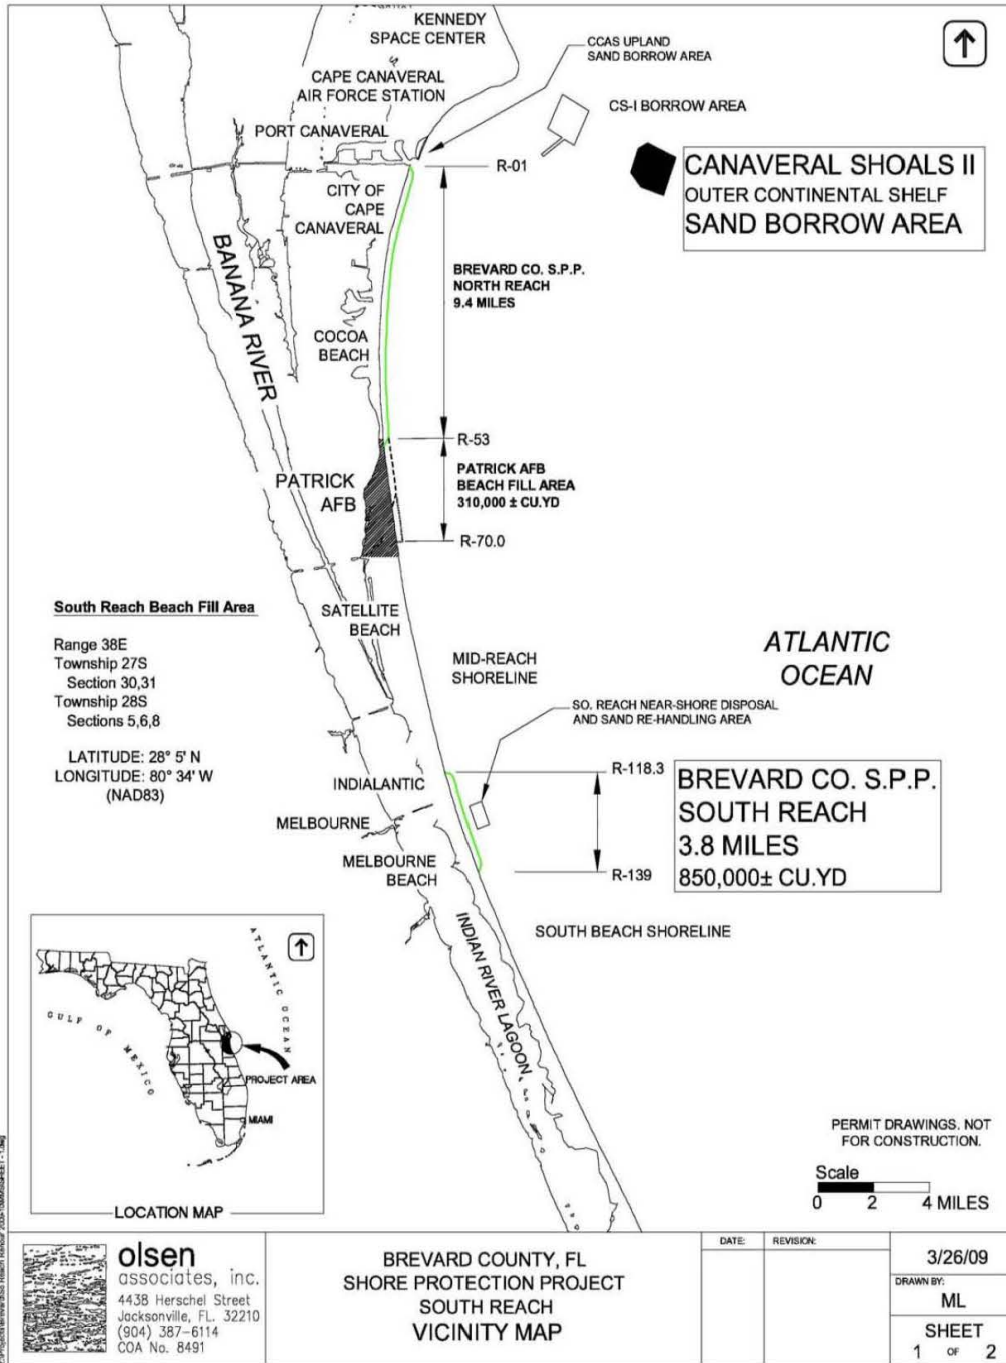 KENNEDY
SPACE CENTER
CCAS UPLAND
SAND BORROW AREA
CAPE CANAVERAL
AIR FORCE STATION
CS-I BORROW AREA
PORT CANAVERAL
R-01
CANAVERAL SHOALS II
OUTER CONTINENTAL SHELF
SAND BORROW AREA
CITY OF
CAPE
CANAVERAL
BANANA RIVER
BREVARD CO. S.P.P.
NORTH REACH
9.4 MILES
COCOA
BEACH
R-53
PATRICK AFB
BEACH FILL AREA
310,000 ± CU.YD
PATRICK
AFB
R-70.0
South Reach Beach Fill Area
Range 38E
Township 27S
Section 30,31
Township 28S
Sections 5,6,8
LATITUDE: 28° 5' N
LONGITUDE: 80° 34' W
(NAD83)
SATELLITE
BEACH
MID-REACH
SHORELINE
ATLANTIC
OCEAN
SO. REACH NEAR-SHORE DISPOSAL
AND SAND RE-HANDLING AREA
R-118.3
INDIALANTIC
BREVARD CO. S.P.P.
SOUTH REACH
3.8 MILES
850,000± CU.YD
MELBOURNE
MELBOURNE
BEACH
R-139
INDIAN RIVER LAGOON
SOUTH BEACH SHORELINE
ATLANTIC OCEAN
GULF OF MEXICO
PROJECT AREA
MIAMI
LOCATION MAP
PERMIT DRAWINGS. NOT
FOR CONSTRUCTION.
Scale
0 2 4 MILES
olsen
associates, inc.
4438 Herschel Street
Jacksonville, FL. 32210
(904) 387-6114
COA No. 8491
BREVARD COUNTY, FL
SHORE PROTECTION PROJECT
SOUTH REACH
VICINITY MAP
DATE: REVISION:
3/26/09
DRAWN BY:
ML
SHEET
1 OF 2